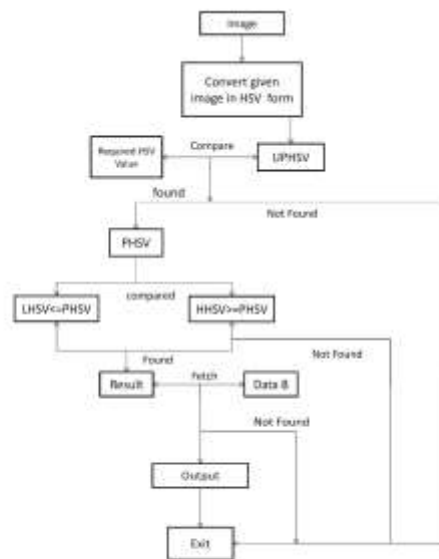 Image
Convert given
image in HSV form
Compare
Required HSV
Value
UPHSV
found
Not Found
PHSV
compared
LHSV<=PHSV
HHSV>=PHSV
Found
Not Found
Result
Fetch
Data B
Not Found
Output
Exit